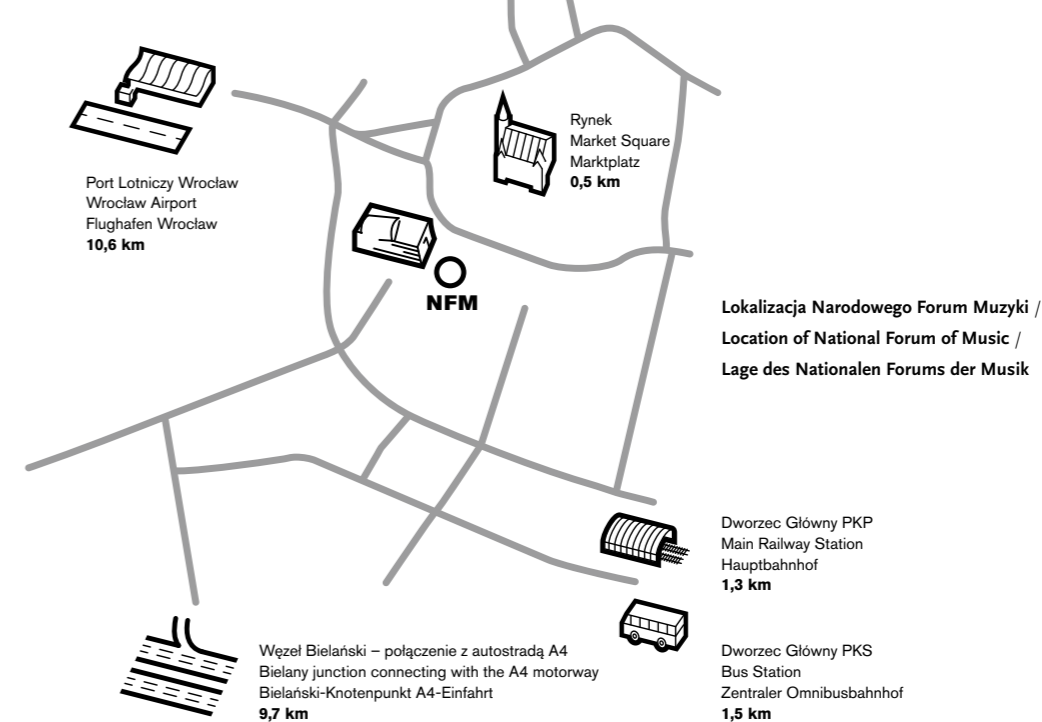 Rynek
Market Square
Marktplatz
0,5 km
Port Lotniczy Wrocław
Wrocław Airport
Flughafen Wrocław
10,6 km
NFM
Lokalizacja Narodowego Forum Muzyki /
Location of National Forum of Music /
Lage des Nationalen Forums der Musik
Dworzec Główny PKP
Main Railway Station
Hauptbahnhof
1,3 km
Węzeł Bielański – połączenie z autostradą A4
Bielany junction connecting with the A4 motorway
Bielański-Knotenpunkt A4-Einfahrt
9,7 km
Dworzec Główny PKS
Bus Station
Zentraler Omnibusbahnhof
1,5 km